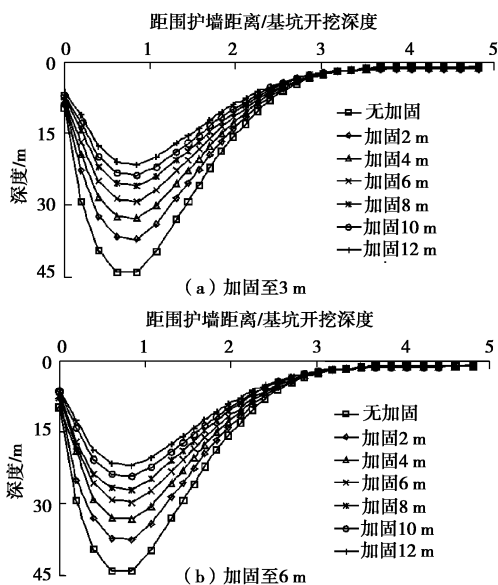 距围护墙距离/基坑开挖深度
0 1 2 3 4 5
0
15
30
45
深度/m
无加固
加固2 m
加固4 m
加固6 m
加固8 m
加固10 m
加固12 m
（a）加固至3 m
距围护墙距离/基坑开挖深度
0 1 2 3 4 5
0
15
30
45
深度/m
无加固
加固2 m
加固4 m
加固6 m
加固8 m
加固10 m
加固12 m
（b）加固至6 m